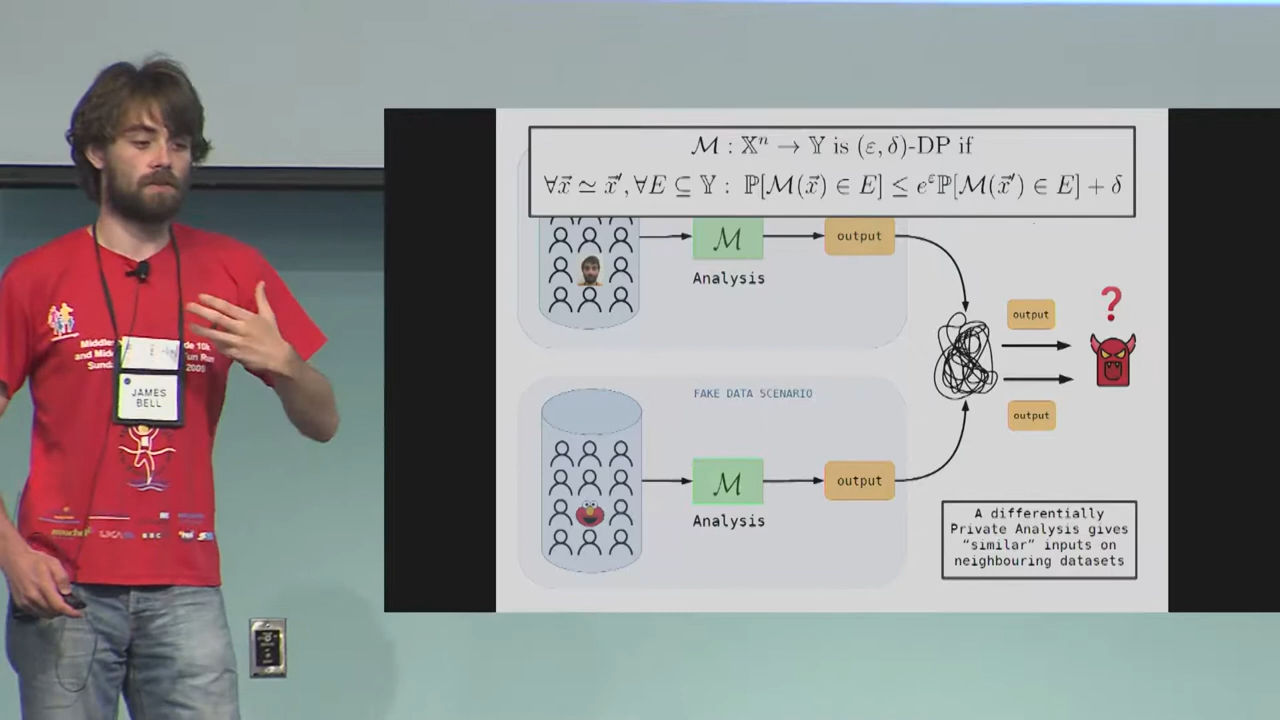 𝓜 : 𝕏ⁿ → 𝕐 is (ε, δ)-DP if
∀x⃗ ≃ x⃗′, ∀E ⊆ 𝕐 : ℙ[𝓜(x⃗) ∈ E] ≤ e^ε ℙ[𝓜(x⃗′) ∈ E] + δ
𝓜
output
Analysis
output
?
output
FAKE DATA SCENARIO
𝓜
output
Analysis
A differentially
Private Analysis gives
“similar” inputs on
neighbouring datasets
JAMES
BELL